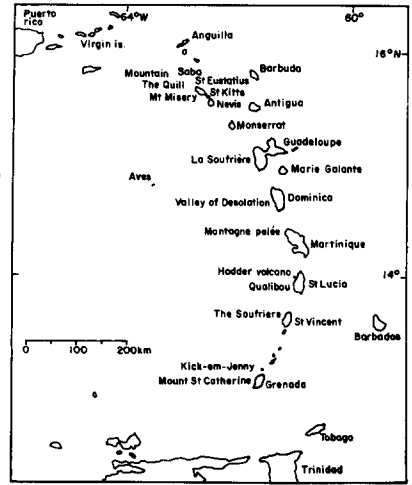 64°W
60°
Puerto
rico
Virgin is.
Anguilla
16°N
Mountain
Saba
St Eustatius
Barbuda
The Quill
St Kitts
Mt Misery
Nevis
Antigua
Monserrat
Guadeloupe
La Soufrière
Marie Galante
Aves
Valley of Desolation
Dominica
Montagne pelée
Martinique
Hodder volcano
14°
Qualibou
St Lucia
The Soufriere
St Vincent
Barbados
0 100 200km
Kick-em-Jenny
Mount St Catherine
Grenada
Tobago
Trinidad